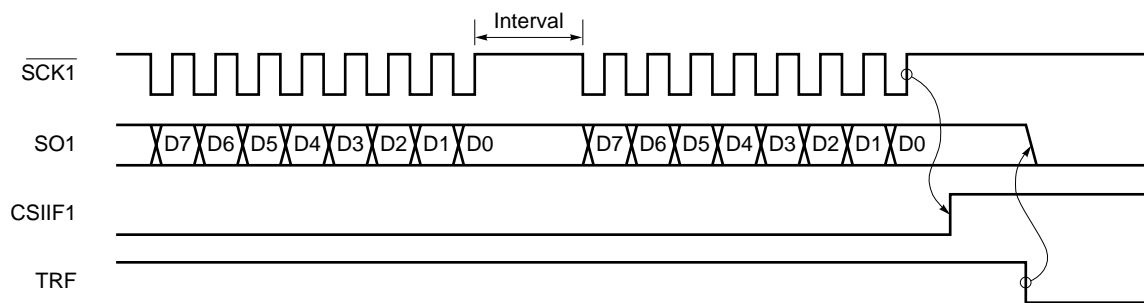 Interval
SCK1
SO1 D7 D6 D5 D4 D3 D2 D1 D0 D7 D6 D5 D4 D3 D2 D1 D0
CSIIF1
TRF